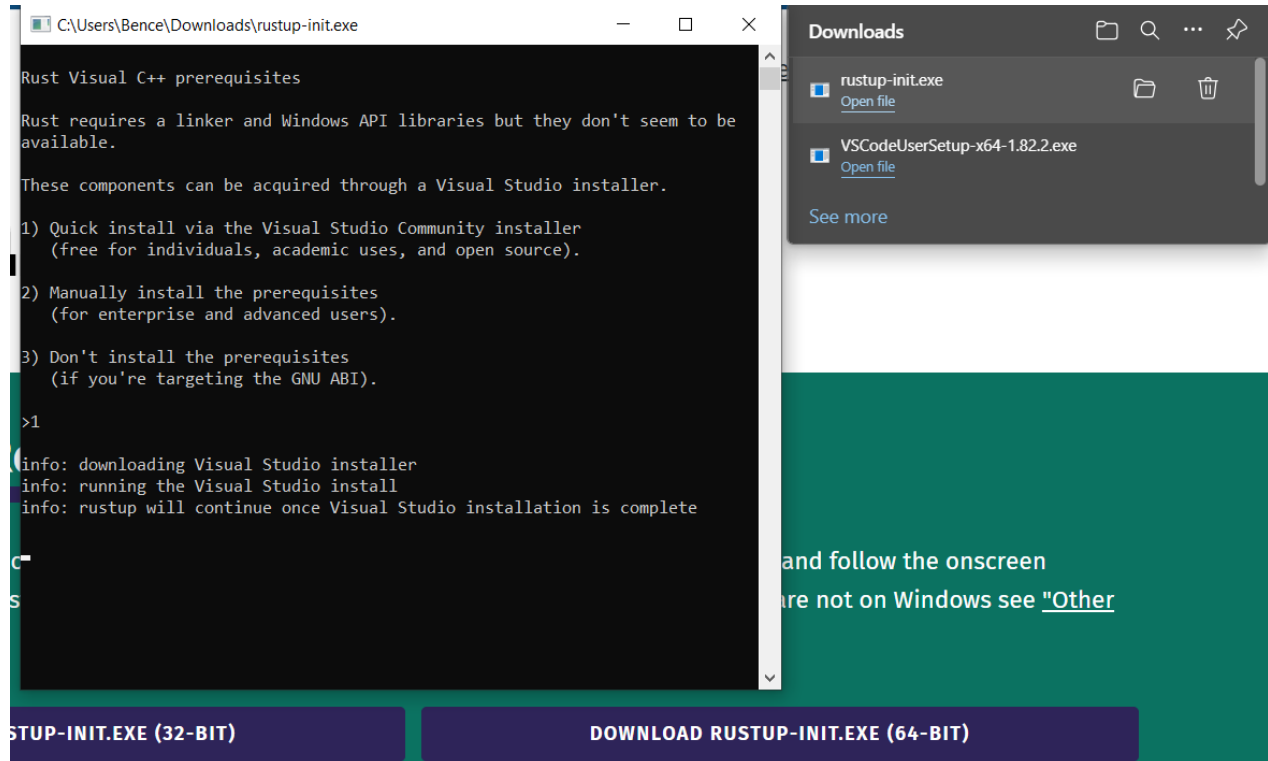 C:\Users\Bence\Downloads\rustup-init.exe
Rust Visual C++ prerequisites
Rust requires a linker and Windows API libraries but they don't seem to be
available.
These components can be acquired through a Visual Studio installer.
1) Quick install via the Visual Studio Community installer
(free for individuals, academic uses, and open source).
2) Manually install the prerequisites
(for enterprise and advanced users).
3) Don't install the prerequisites
(if you're targeting the GNU ABI).
>1
info: downloading Visual Studio installer
info: running the Visual Studio install
info: rustup will continue once Visual Studio installation is complete
Downloads
rustup-init.exe
Open file
VSCodeUserSetup-x64-1.82.2.exe
Open file
See more
and follow the onscreen
are not on Windows see "Other
STUP-INIT.EXE (32-BIT)
DOWNLOAD RUSTUP-INIT.EXE (64-BIT)